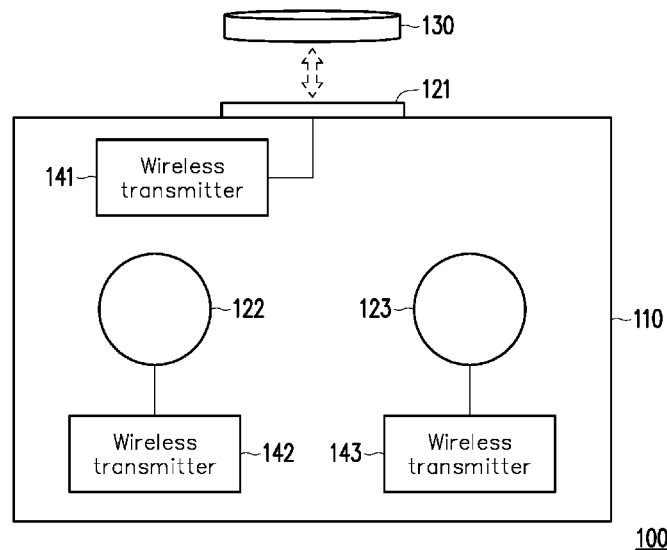 130
121
141
Wireless
transmitter
122
123
110
Wireless
transmitter
142
143
Wireless
transmitter
100